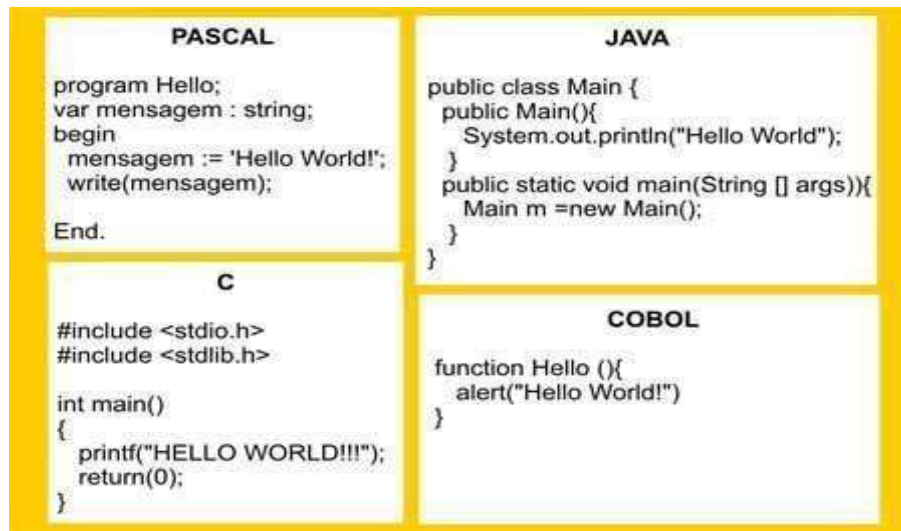 PASCAL
program Hello;
var mensagem : string;
begin
mensagem := 'Hello World!';
write(mensagem);
End.
JAVA
public class Main {
public Main(){
System.out.println("Hello World");
}
public static void main(String [] args)){
Main m =new Main();
}
}
C
#include <stdio.h>
#include <stdlib.h>
int main()
{
printf("HELLO WORLD!!!");
return(0);
}
COBOL
function Hello (){
alert("Hello World!")
}